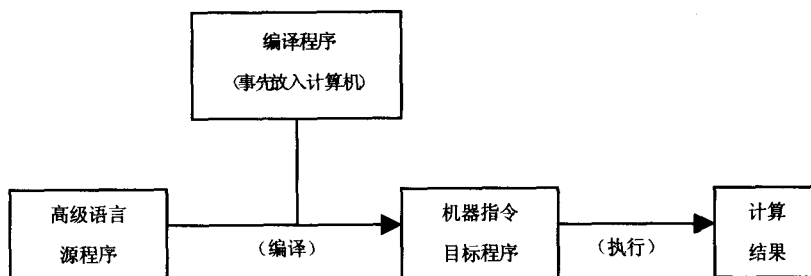 编译程序
(事先放入计算机)
高级语言
源程序
（编译）
机器指令
目标程序
（执行）
计算
结果